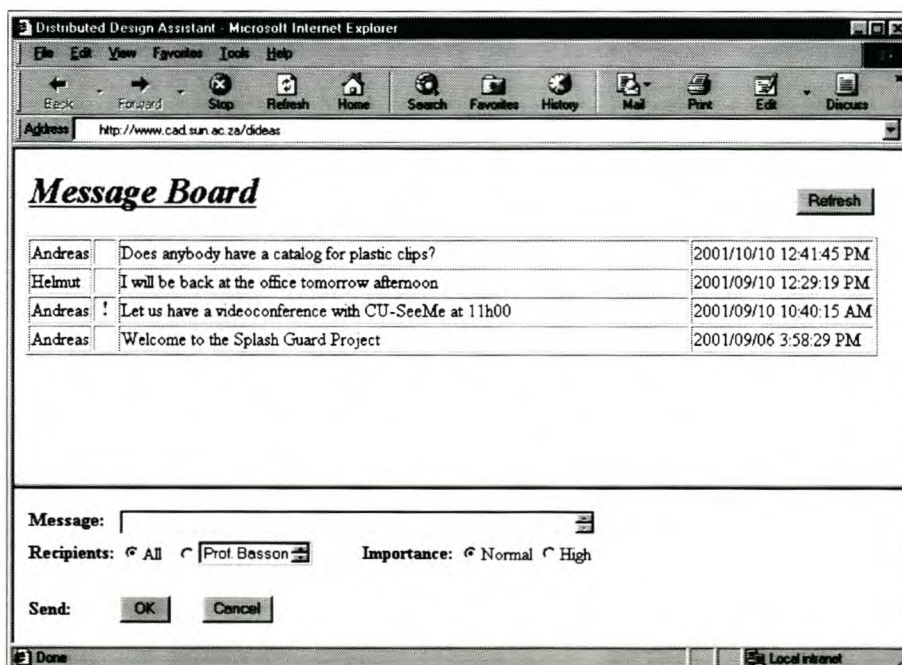 Distributed Design Assistant - Microsoft Internet Explorer
File Edit View Favorites Tools Help
Back Forward Stop Refresh Home Search Favorites History Mail Print Edit Discuss
Address http://www.cad.sun.ac.za/dideas
Message Board
Refresh
Andreas Does anybody have a catalog for plastic clips? 2001/10/10 12:41:45 PM
Helmut I will be back at the office tomorrow afternoon 2001/09/10 12:29:19 PM
Andreas ! Let us have a videoconference with CU-SeeMe at 11h00 2001/09/10 10:40:15 AM
Andreas Welcome to the Splash Guard Project 2001/09/06 3:58:29 PM
Message:
Recipients: All Prof. Basson Importance: Normal High
Send: OK Cancel
Done Local intranet